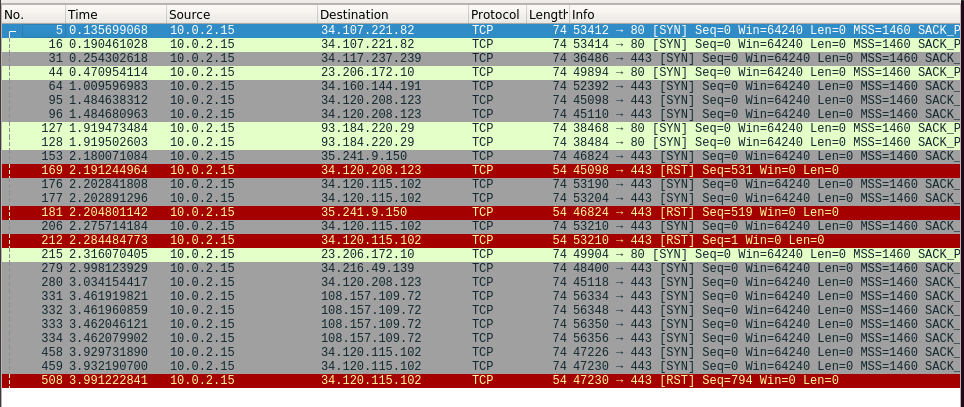 No. Time Source Destination Protocol Length Info
5 0.135699068 10.0.2.15 34.107.221.82 TCP 74 53412 → 80 [SYN] Seq=0 Win=64240 Len=0 MSS=1460 SACK_P
16 0.190461028 10.0.2.15 34.107.221.82 TCP 74 53414 → 80 [SYN] Seq=0 Win=64240 Len=0 MSS=1460 SACK_P
31 0.254302618 10.0.2.15 34.117.237.239 TCP 74 36486 → 443 [SYN] Seq=0 Win=64240 Len=0 MSS=1460 SACK_
44 0.470954114 10.0.2.15 23.206.172.10 TCP 74 49894 → 80 [SYN] Seq=0 Win=64240 Len=0 MSS=1460 SACK_P
64 1.009596983 10.0.2.15 34.160.144.191 TCP 74 52392 → 443 [SYN] Seq=0 Win=64240 Len=0 MSS=1460 SACK_
95 1.484638312 10.0.2.15 34.120.208.123 TCP 74 45098 → 443 [SYN] Seq=0 Win=64240 Len=0 MSS=1460 SACK_
96 1.484680963 10.0.2.15 34.120.208.123 TCP 74 45110 → 443 [SYN] Seq=0 Win=64240 Len=0 MSS=1460 SACK_
127 1.919473484 10.0.2.15 93.184.220.29 TCP 74 38468 → 80 [SYN] Seq=0 Win=64240 Len=0 MSS=1460 SACK_P
128 1.919502603 10.0.2.15 93.184.220.29 TCP 74 38484 → 80 [SYN] Seq=0 Win=64240 Len=0 MSS=1460 SACK_P
153 2.180071084 10.0.2.15 35.241.9.150 TCP 74 46824 → 443 [SYN] Seq=0 Win=64240 Len=0 MSS=1460 SACK_
169 2.191244964 10.0.2.15 34.120.208.123 TCP 54 45098 → 443 [RST] Seq=531 Win=0 Len=0
176 2.202841808 10.0.2.15 34.120.115.102 TCP 74 53190 → 443 [SYN] Seq=0 Win=64240 Len=0 MSS=1460 SACK_
177 2.202891296 10.0.2.15 34.120.115.102 TCP 74 53204 → 443 [SYN] Seq=0 Win=64240 Len=0 MSS=1460 SACK_
181 2.204801142 10.0.2.15 35.241.9.150 TCP 54 46824 → 443 [RST] Seq=519 Win=0 Len=0
206 2.275714184 10.0.2.15 34.120.115.102 TCP 74 53210 → 443 [SYN] Seq=0 Win=64240 Len=0 MSS=1460 SACK_
212 2.284484773 10.0.2.15 34.120.115.102 TCP 54 53210 → 443 [RST] Seq=1 Win=0 Len=0
215 2.316070405 10.0.2.15 23.206.172.10 TCP 74 49904 → 80 [SYN] Seq=0 Win=64240 Len=0 MSS=1460 SACK_P
279 2.998123929 10.0.2.15 34.216.49.139 TCP 74 48400 → 443 [SYN] Seq=0 Win=64240 Len=0 MSS=1460 SACK_
280 3.034154417 10.0.2.15 34.120.208.123 TCP 74 45118 → 443 [SYN] Seq=0 Win=64240 Len=0 MSS=1460 SACK_
331 3.461919821 10.0.2.15 108.157.109.72 TCP 74 56334 → 443 [SYN] Seq=0 Win=64240 Len=0 MSS=1460 SACK_
332 3.461960859 10.0.2.15 108.157.109.72 TCP 74 56348 → 443 [SYN] Seq=0 Win=64240 Len=0 MSS=1460 SACK_
333 3.462046121 10.0.2.15 108.157.109.72 TCP 74 56350 → 443 [SYN] Seq=0 Win=64240 Len=0 MSS=1460 SACK_
334 3.462079902 10.0.2.15 108.157.109.72 TCP 74 56356 → 443 [SYN] Seq=0 Win=64240 Len=0 MSS=1460 SACK_
458 3.929731890 10.0.2.15 34.120.115.102 TCP 74 47226 → 443 [SYN] Seq=0 Win=64240 Len=0 MSS=1460 SACK_
459 3.932190700 10.0.2.15 34.120.115.102 TCP 74 47230 → 443 [SYN] Seq=0 Win=64240 Len=0 MSS=1460 SACK_
508 3.991222841 10.0.2.15 34.120.115.102 TCP 54 47230 → 443 [RST] Seq=794 Win=0 Len=0